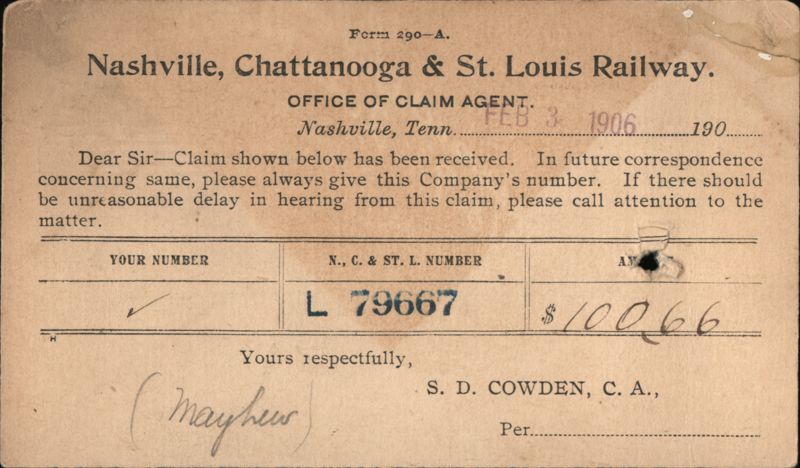 Form 290—A.
Nashville, Chattanooga & St. Louis Railway.
OFFICE OF CLAIM AGENT.
FEB 3 1906
Nashville, Tenn. 190
Dear Sir—Claim shown below has been received. In future correspondence
concerning same, please always give this Company's number. If there should
be unreasonable delay in hearing from this claim, please call attention to the
matter.
YOUR NUMBER N., C. & ST. L. NUMBER
✓ L 79667 $ 100.66
H
Yours respectfully,
S. D. COWDEN, C. A.,
(Mayhew)
Per